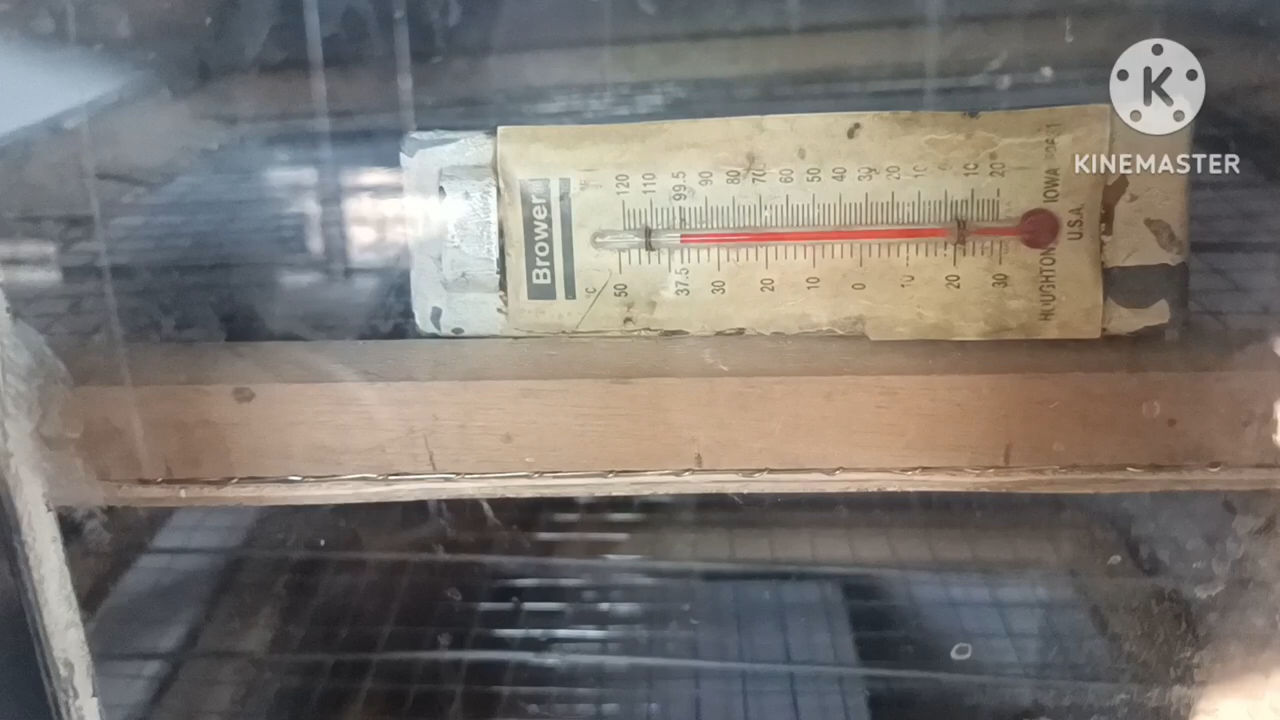 K
KINEMASTER
Brower
°F
120 110 99.5 90 80 70 60 50 40 30 20 10 10 20
°C
50 37.5 30 20 10 0 10 20 30
HOUGHTON, IOWA
U.S.A.